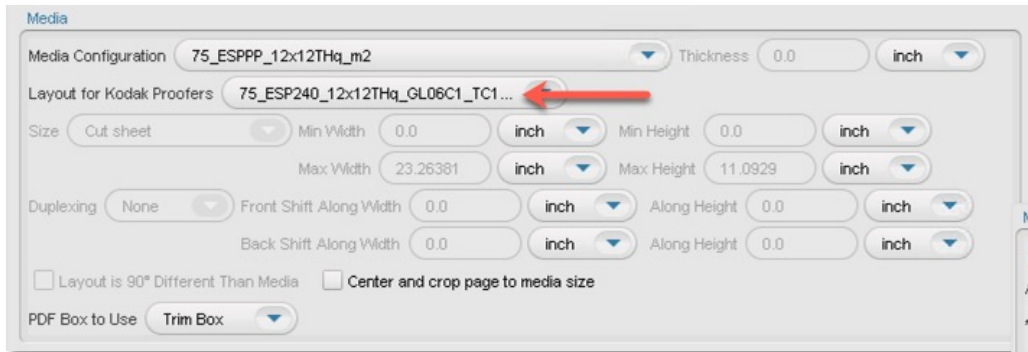 Media
Media Configuration 75_ESPPP_12x12THq_m2 Thickness 0.0 inch
Layout for Kodak Proofers 75_ESP240_12x12THq_GL06C1_TC1...
Size Cut sheet Min Width 0.0 inch Min Height 0.0 inch
Max Width 23.26381 inch Max Height 11.0929 inch
Duplexing None Front Shift Along Width 0.0 inch Along Height 0.0 inch
Back Shift Along Width 0.0 inch Along Height 0.0 inch
Layout is 90° Different Than Media Center and crop page to media size
PDF Box to Use Trim Box